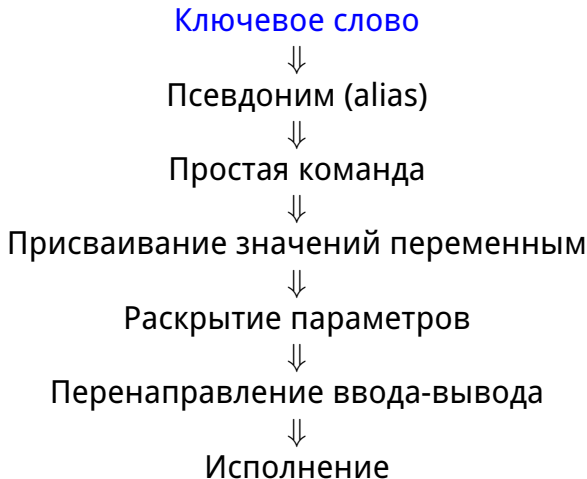 Ключевое слово
⇓
Псевдоним (alias)
⇓
Простая команда
⇓
Присваивание значений переменным
⇓
Раскрытие параметров
⇓
Перенаправление ввода-вывода
⇓
Исполнение